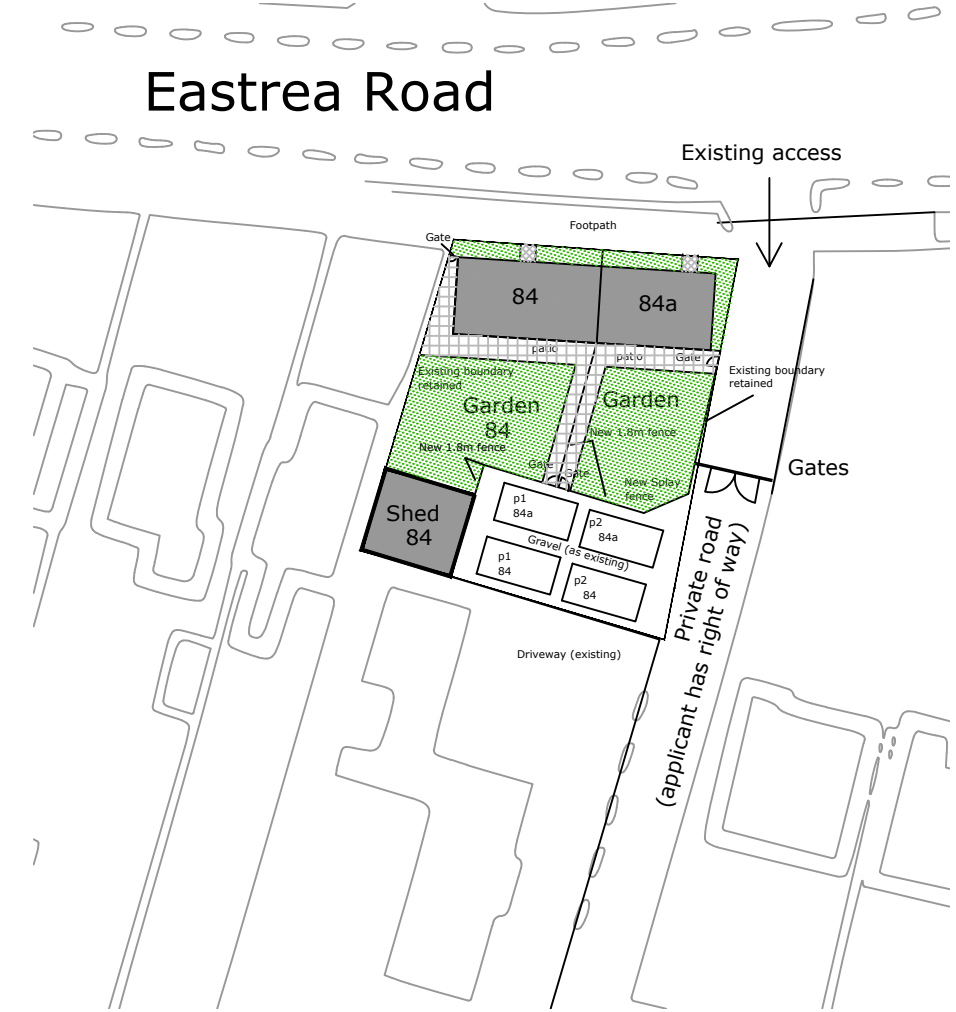 Eastrea Road
Existing access
Footpath
Gate
84
84a
patio
patio
Gate
Existing boundary
retained
Existing boundary
retained
Garden
84
Garden
New 1.8m fence
New 1.8m fence
Gate
Gate
New Splay
fence
Gates
Shed
84
p1
84a
p2
84a
Gravel (as existing)
p1
84
p2
84
Private road
(applicant has right of way)
Driveway (existing)